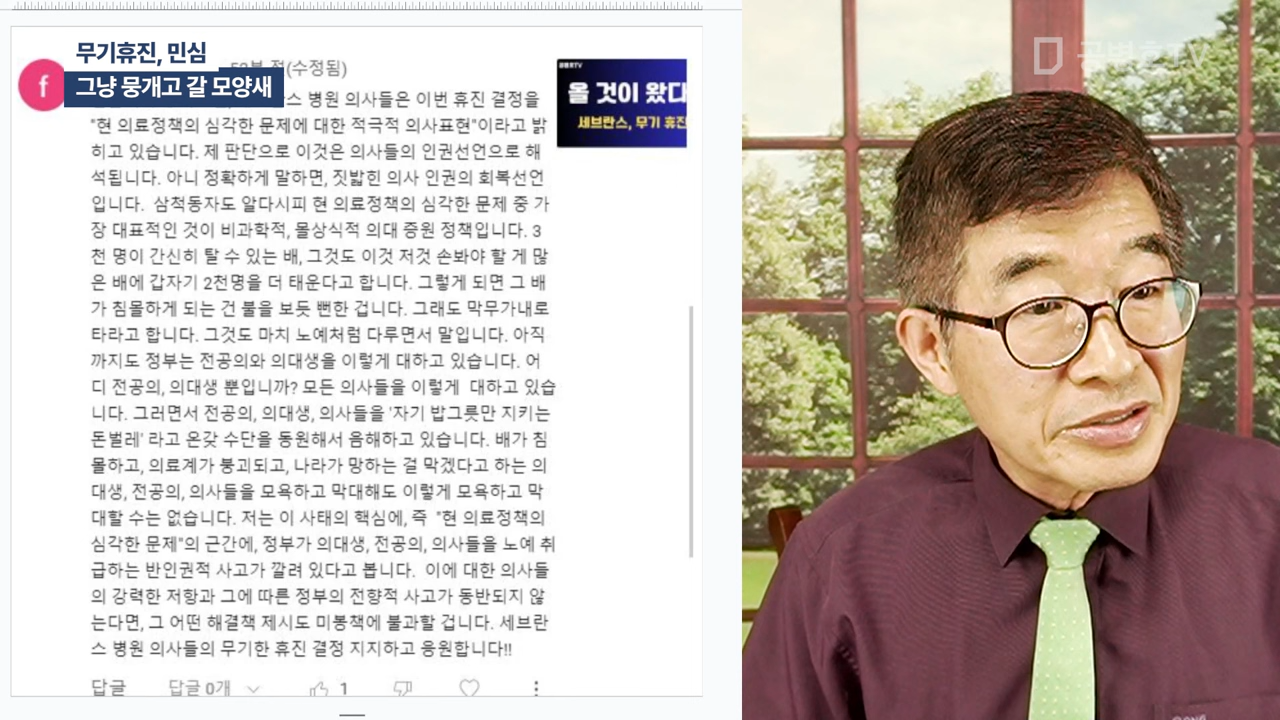 무기휴진, 민심
그냥 뭉개고 갈 모양새
f
(수정됨)
스 병원 의사들은 이번 휴진 결정을
"현 의료정책의 심각한 문제에 대한 적극적 의사표현"이라고 밝
히고 있습니다. 제 판단으로 이것은 의사들의 인권선언으로 해
석됩니다. 아니 정확하게 말하면, 짓밟힌 의사 인권의 회복선언
입니다. 삼척동자도 알다시피 현 의료정책의 심각한 문제 중 가
장 대표적인 것이 비과학적, 몰상식적 의대 증원 정책입니다. 3
천 명이 간신히 탈 수 있는 배, 그것도 이것 저것 손봐야 할 게 많
은 배에 갑자기 2천명을 더 태운다고 합니다. 그렇게 되면 그 배
가 침몰하게 되는 건 불을 보듯 뻔한 겁니다. 그래도 막무가내로
타라고 합니다. 그것도 마치 노예처럼 다루면서 말입니다. 아직
까지도 정부는 전공의와 의대생을 이렇게 대하고 있습니다. 어
디 전공의, 의대생 뿐입니까? 모든 의사들을 이렇게 대하고 있습
니다. 그러면서 전공의, 의대생, 의사들을 '자기 밥그릇만 지키는
돈벌레' 라고 온갖 수단을 동원해서 음해하고 있습니다. 배가 침
몰하고, 의료계가 붕괴되고, 나라가 망하는 걸 막겠다고 하는 의
대생, 전공의, 의사들을 모욕하고 막대해도 이렇게 모욕하고 막
대할 수는 없습니다. 저는 이 사태의 핵심에, 즉 "현 의료정책의
심각한 문제"의 근간에, 정부가 의대생, 전공의, 의사들을 노예 취
급하는 반인권적 사고가 깔려 있다고 봅니다. 이에 대한 의사들
의 강력한 저항과 그에 따른 정부의 전향적 사고가 동반되지 않
는다면, 그 어떤 해결책 제시도 미봉책에 불과할 겁니다. 세브란
스 병원 의사들의 무기한 휴진 결정 지지하고 응원합니다!!
답글 답글 0개 1
공병호TV
올 것이 왔다
세브란스, 무기 휴진
공병호TV